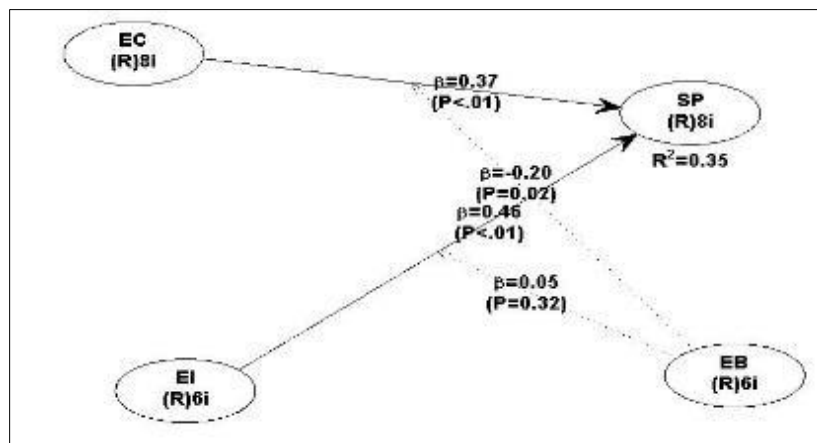 EC
(R)8i
β=0.37
(P<.01)
SP
(R)8i
R²=0.35
β=-0.20
(P=0.02)
β=0.46
(P<.01)
β=0.05
(P=0.32)
EI
(R)6i
EB
(R)6i